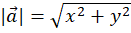 |a⃗| = √(x² + y²)